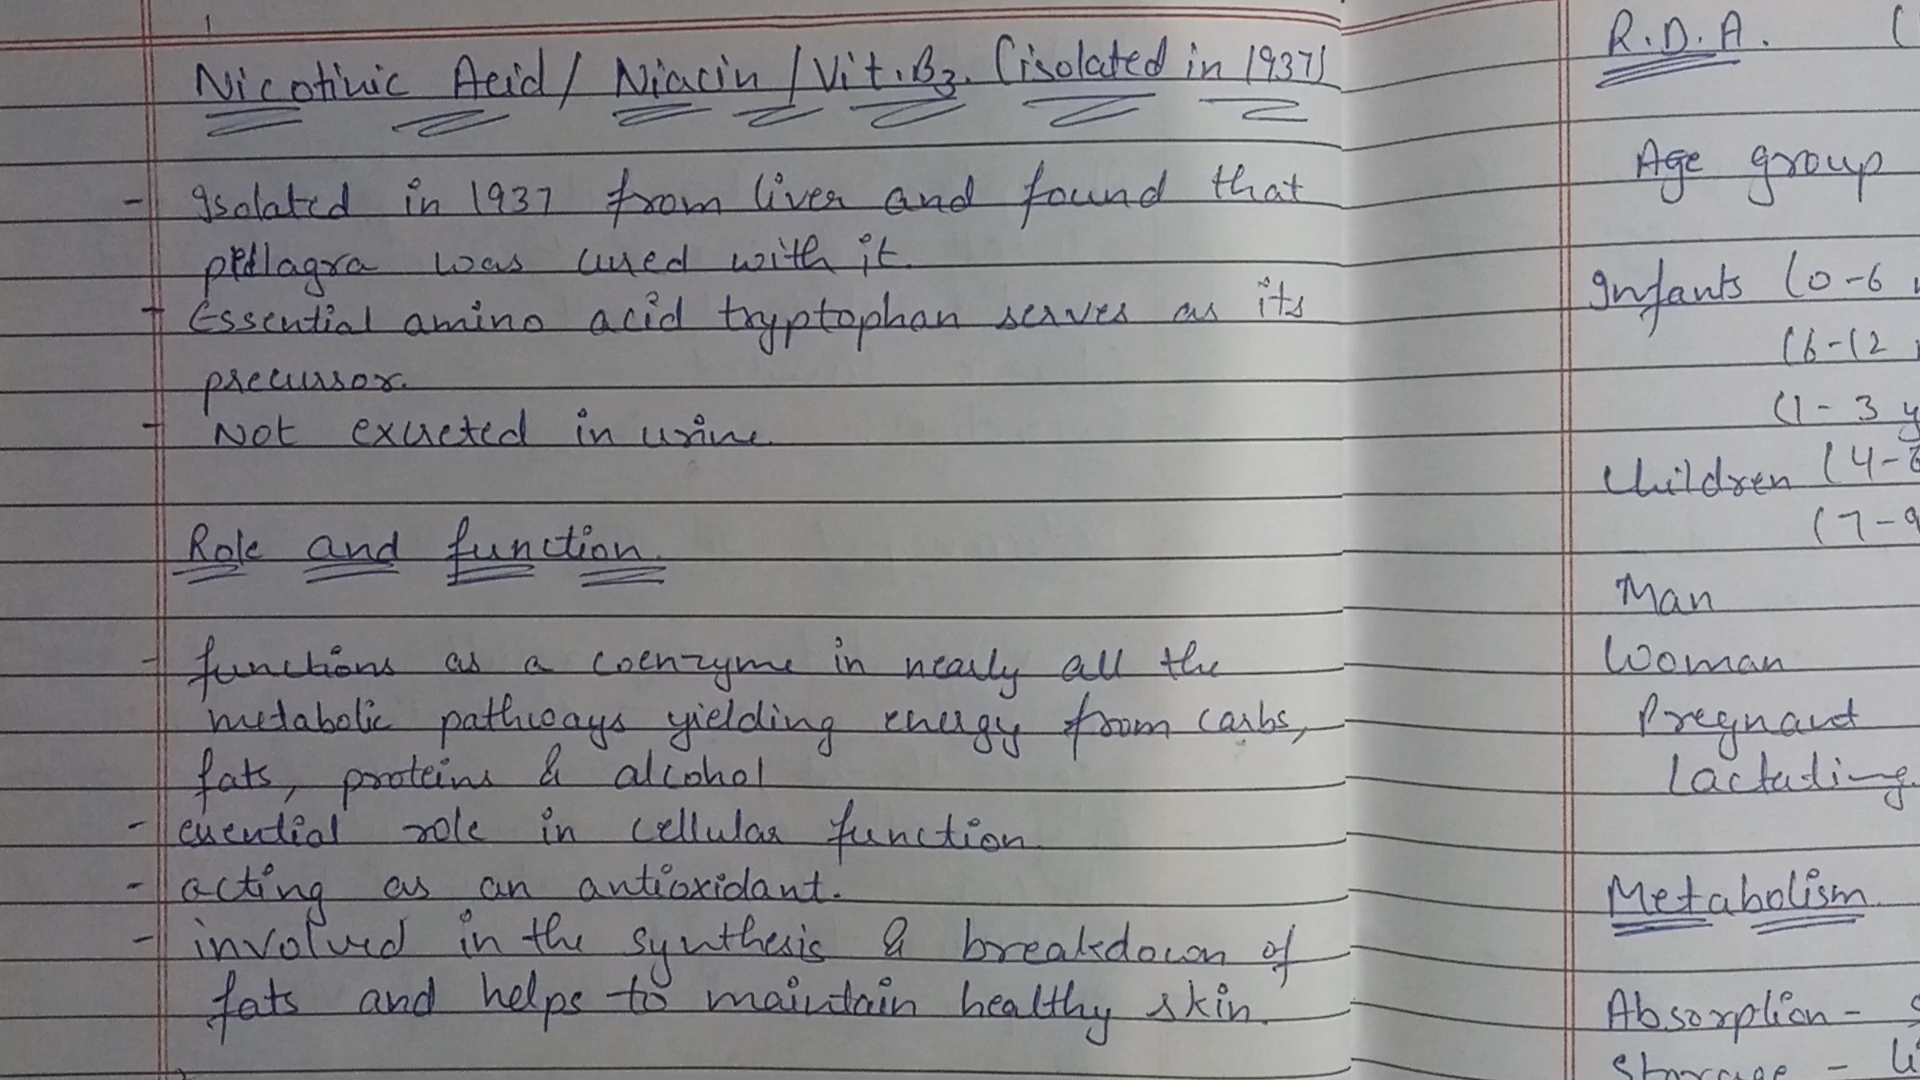 Nicotinic Acid / Niacin / Vit. B3. (isolated in 1937)
- Isolated in 1937 from liver and found that
pellagra was cured with it.
- Essential amino acid tryptophan serves as its
precursor.
- Not excreted in urine.
Role and function.
- functions as a coenzyme in nearly all the
metabolic pathways yielding energy from carbs,
fats, proteins & alcohol
- essential role in cellular function.
- acting as an antioxidant.
- involved in the synthesis & breakdown of
fats and helps to maintain healthy skin.
R.D.A. (
Age group
Infants (0-6
(6-12
(1-3 y
Children (4-6
(7-9
Man
Woman
Pregnant
Lactating
Metabolism
Absorption -
Storage -